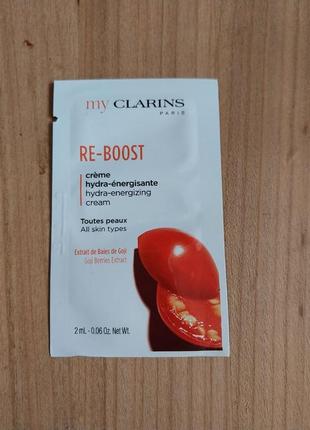 my CLARINS
PARIS
RE-BOOST
crème
hydra-énergisante
hydra-energizing
cream
Toutes peaux
All skin types
Extrait de Baies de Goji
Goji Berries Extract
2 mL - 0.06 Oz. Net Wt.